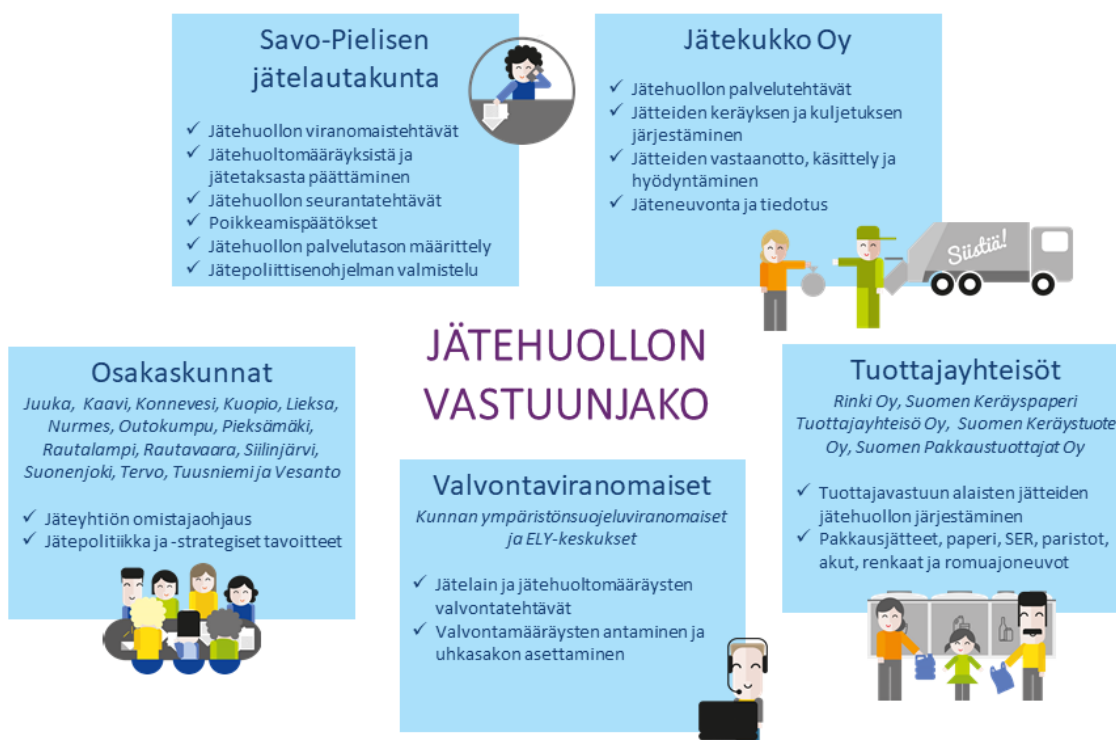 Savo-Pielisen
jätelautakunta
✓ Jätehuollon viranomaistehtävät
✓ Jätehuoltomääräyksistä ja
jätetaksasta päättäminen
✓ Jätehuollon seurantatehtävät
✓ Poikkeamispäätökset
✓ Jätehuollon palvelutason määrittely
✓ Jätepoliittisenohjelman valmistelu
Jätekukko Oy
✓ Jätehuollon palvelutehtävät
✓ Jätteiden keräyksen ja kuljetuksen
järjestäminen
✓ Jätteiden vastaanotto, käsittely ja
hyödyntäminen
✓ Jäteneuvonta ja tiedotus
Siistiä!
JÄTEHUOLLON
VASTUUNJAKO
Osakaskunnat
Juuka, Kaavi, Konnevesi, Kuopio, Lieksa,
Nurmes, Outokumpu, Pieksämäki,
Rautalampi, Rautavaara, Siilinjärvi,
Suonenjoki, Tervo, Tuusniemi ja Vesanto
✓ Jäteyhtiön omistajaohjaus
✓ Jätepolitiikka ja -strategiset tavoitteet
Valvontaviranomaiset
Kunnan ympäristönsuojeluviranomaiset
ja ELY-keskukset
✓ Jätelain ja jätehuoltomääräysten
valvontatehtävät
✓ Valvontamääräysten antaminen ja
uhkasakon asettaminen
Tuottajayhteisöt
Rinki Oy, Suomen Keräyspaperi
Tuottajayhteisö Oy, Suomen Keräystuote
Oy, Suomen Pakkaustuottajat Oy
✓ Tuottajavastuun alaisten jätteiden
jätehuollon järjestäminen
✓ Pakkausjätteet, paperi, SER, paristot,
akut, renkaat ja romuajoneuvot